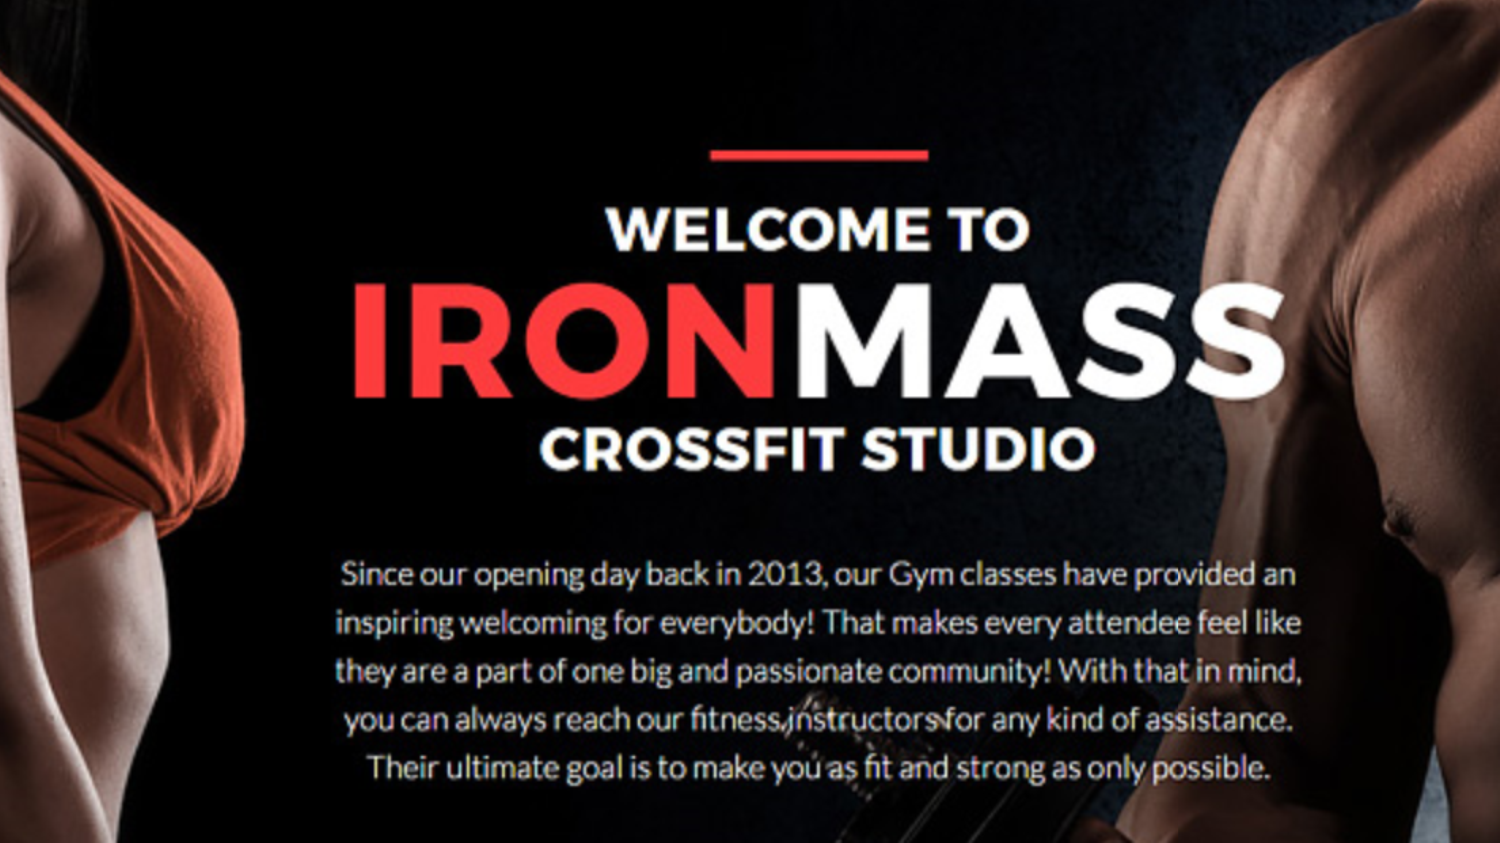 WELCOME TO
IRONMASS
CROSSFIT STUDIO
Since our opening day back in 2013, our Gym classes have provided an
inspiring welcoming for everybody! That makes every attendee feel like
they are a part of one big and passionate community! With that in mind,
you can always reach our fitness instructors for any kind of assistance.
Their ultimate goal is to make you as fit and strong as only possible.